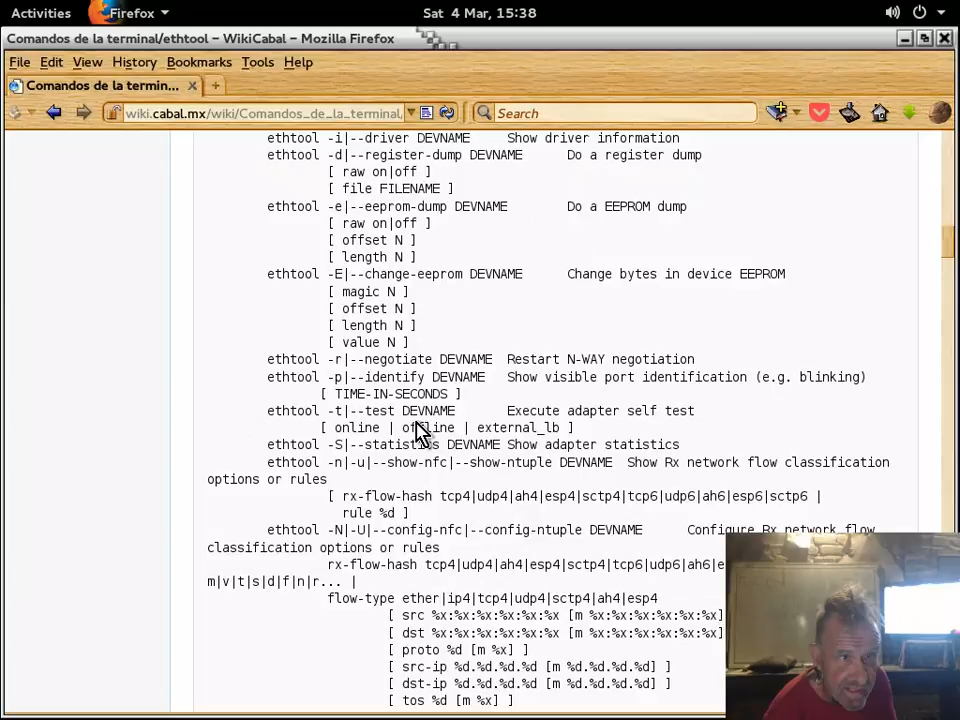 Activities Firefox Sat 4 Mar, 15:38
Comandos de la terminal/ethtool – WikiCabal – Mozilla Firefox
File Edit View History Bookmarks Tools Help
Comandos de la termin...
wiki.cabal.mx/wiki/Comandos_de_la_terminal, Search
ethtool -i|--driver DEVNAME Show driver information
ethtool -d|--register-dump DEVNAME Do a register dump
[ raw on|off ]
[ file FILENAME ]
ethtool -e|--eeprom-dump DEVNAME Do a EEPROM dump
[ raw on|off ]
[ offset N ]
[ length N ]
ethtool -E|--change-eeprom DEVNAME Change bytes in device EEPROM
[ magic N ]
[ offset N ]
[ length N ]
[ value N ]
ethtool -r|--negotiate DEVNAME Restart N-WAY negotiation
ethtool -p|--identify DEVNAME Show visible port identification (e.g. blinking)
[ TIME-IN-SECONDS ]
ethtool -t|--test DEVNAME Execute adapter self test
[ online | offline | external_lb ]
ethtool -S|--statistics DEVNAME Show adapter statistics
ethtool -n|-u|--show-nfc|--show-ntuple DEVNAME Show Rx network flow classification
options or rules
[ rx-flow-hash tcp4|udp4|ah4|esp4|sctp4|tcp6|udp6|ah6|esp6|sctp6 |
rule %d ]
ethtool -N|-U|--config-nfc|--config-ntuple DEVNAME Configure Rx network flow
classification options or rules
rx-flow-hash tcp4|udp4|ah4|esp4|sctp4|tcp6|udp6|ah6|e
m|v|t|s|d|f|n|r... |
flow-type ether|ip4|tcp4|udp4|sctp4|ah4|esp4
[ src %x:%x:%x:%x:%x:%x [m %x:%x:%x:%x:%x:%x]
[ dst %x:%x:%x:%x:%x:%x [m %x:%x:%x:%x:%x:%x]
[ proto %d [m %x] ]
[ src-ip %d.%d.%d.%d [m %d.%d.%d.%d] ]
[ dst-ip %d.%d.%d.%d [m %d.%d.%d.%d] ]
[ tos %d [m %x] ]